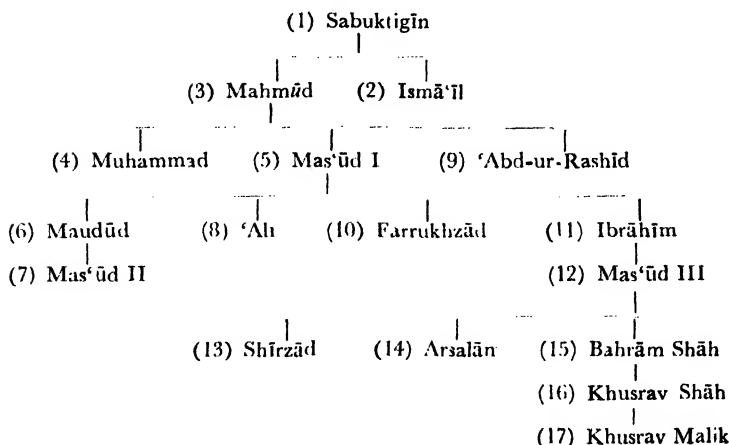 (1) Sabuktigīn
(3) Mahmūd (2) Ismā‘īl
(4) Muhammad (5) Mas‘ūd I (9) ‘Abd-ur-Rashīd
(6) Maudūd (8) ‘Alı (10) Farrukhzād (11) Ibrāhīm
(7) Mas‘ūd II (12) Mas‘ūd III
(13) Shīrzād (14) Arsalān (15) Bahrām Shāh
(16) Khusrav Shāh
(17) Khusrav Malik